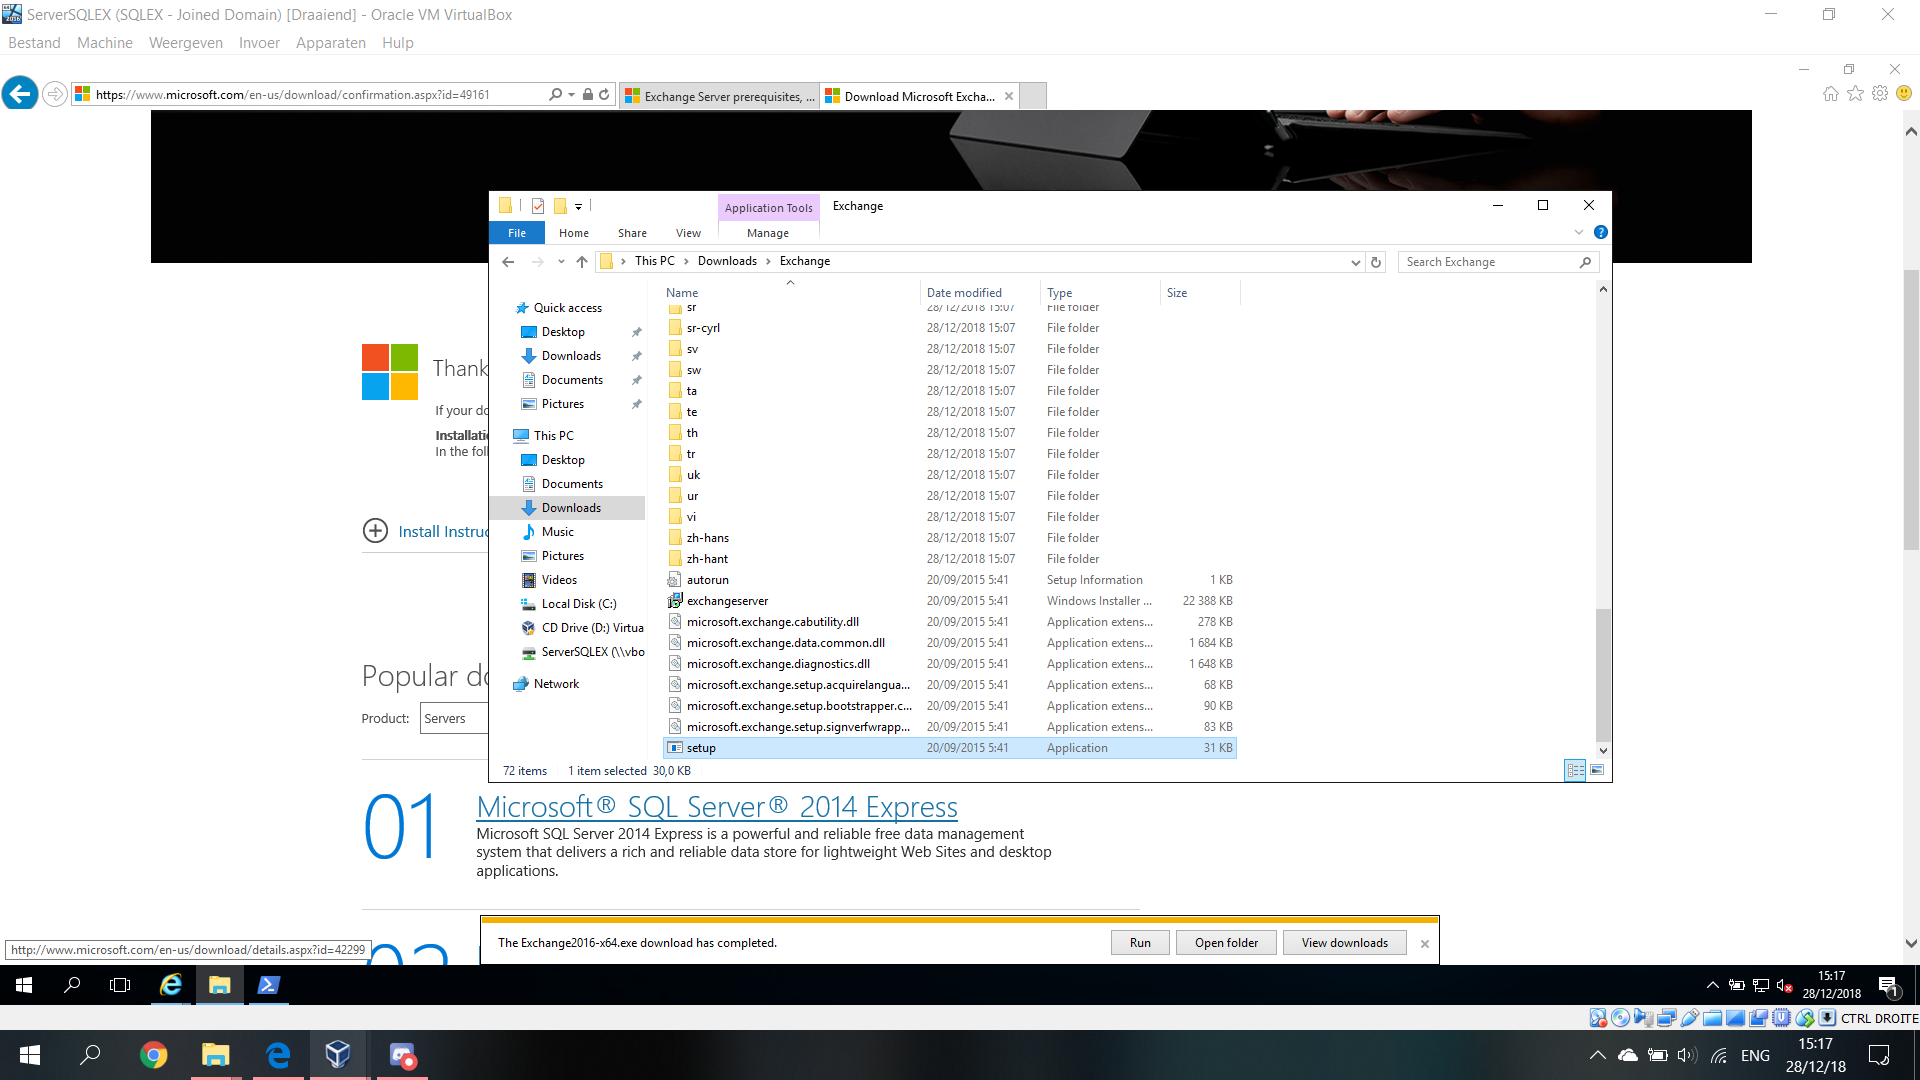 ServerSQLEX (SQLEX - Joined Domain) [Draaiend] - Oracle VM VirtualBox
Bestand Machine Weergeven Invoer Apparaten Hulp
https://www.microsoft.com/en-us/download/confirmation.aspx?id=49161
Exchange Server prerequisites, ...
Download Microsoft Excha...
Application Tools
Exchange
File Home Share View Manage
This PC > Downloads > Exchange
Search Exchange
Name Date modified Type Size
Quick access
Desktop
Downloads
Documents
Pictures
This PC
Desktop
Documents
Downloads
Music
Pictures
Videos
Local Disk (C:)
CD Drive (D:) Virtua
ServerSQLEX (\\vbo
Network
sr 28/12/2018 15:07 File folder
sr-cyrl 28/12/2018 15:07 File folder
sv 28/12/2018 15:07 File folder
sw 28/12/2018 15:07 File folder
ta 28/12/2018 15:07 File folder
te 28/12/2018 15:07 File folder
th 28/12/2018 15:07 File folder
tr 28/12/2018 15:07 File folder
uk 28/12/2018 15:07 File folder
ur 28/12/2018 15:07 File folder
vi 28/12/2018 15:07 File folder
zh-hans 28/12/2018 15:07 File folder
zh-hant 28/12/2018 15:07 File folder
autorun 20/09/2015 5:41 Setup Information 1 KB
exchangeserver 20/09/2015 5:41 Windows Installer ... 22 388 KB
microsoft.exchange.cabutility.dll 20/09/2015 5:41 Application extens... 278 KB
microsoft.exchange.data.common.dll 20/09/2015 5:41 Application extens... 1 684 KB
microsoft.exchange.diagnostics.dll 20/09/2015 5:41 Application extens... 1 648 KB
microsoft.exchange.setup.acquirelangua... 20/09/2015 5:41 Application extens... 68 KB
microsoft.exchange.setup.bootstrapper.c... 20/09/2015 5:41 Application extens... 90 KB
microsoft.exchange.setup.signverfwrapp... 20/09/2015 5:41 Application extens... 83 KB
setup 20/09/2015 5:41 Application 31 KB
72 items 1 item selected 30,0 KB
Thank
If your do
Installatio
In the foll
Install Instruc
Popular do
Product: Servers
01
Microsoft® SQL Server® 2014 Express
Microsoft SQL Server 2014 Express is a powerful and reliable free data management
system that delivers a rich and reliable data store for lightweight Web Sites and desktop
applications.
02
The Exchange2016-x64.exe download has completed.
Run
Open folder
View downloads
http://www.microsoft.com/en-us/download/details.aspx?id=42299
15:17
28/12/2018
1
CTRL DROITE
ENG
15:17
28/12/18